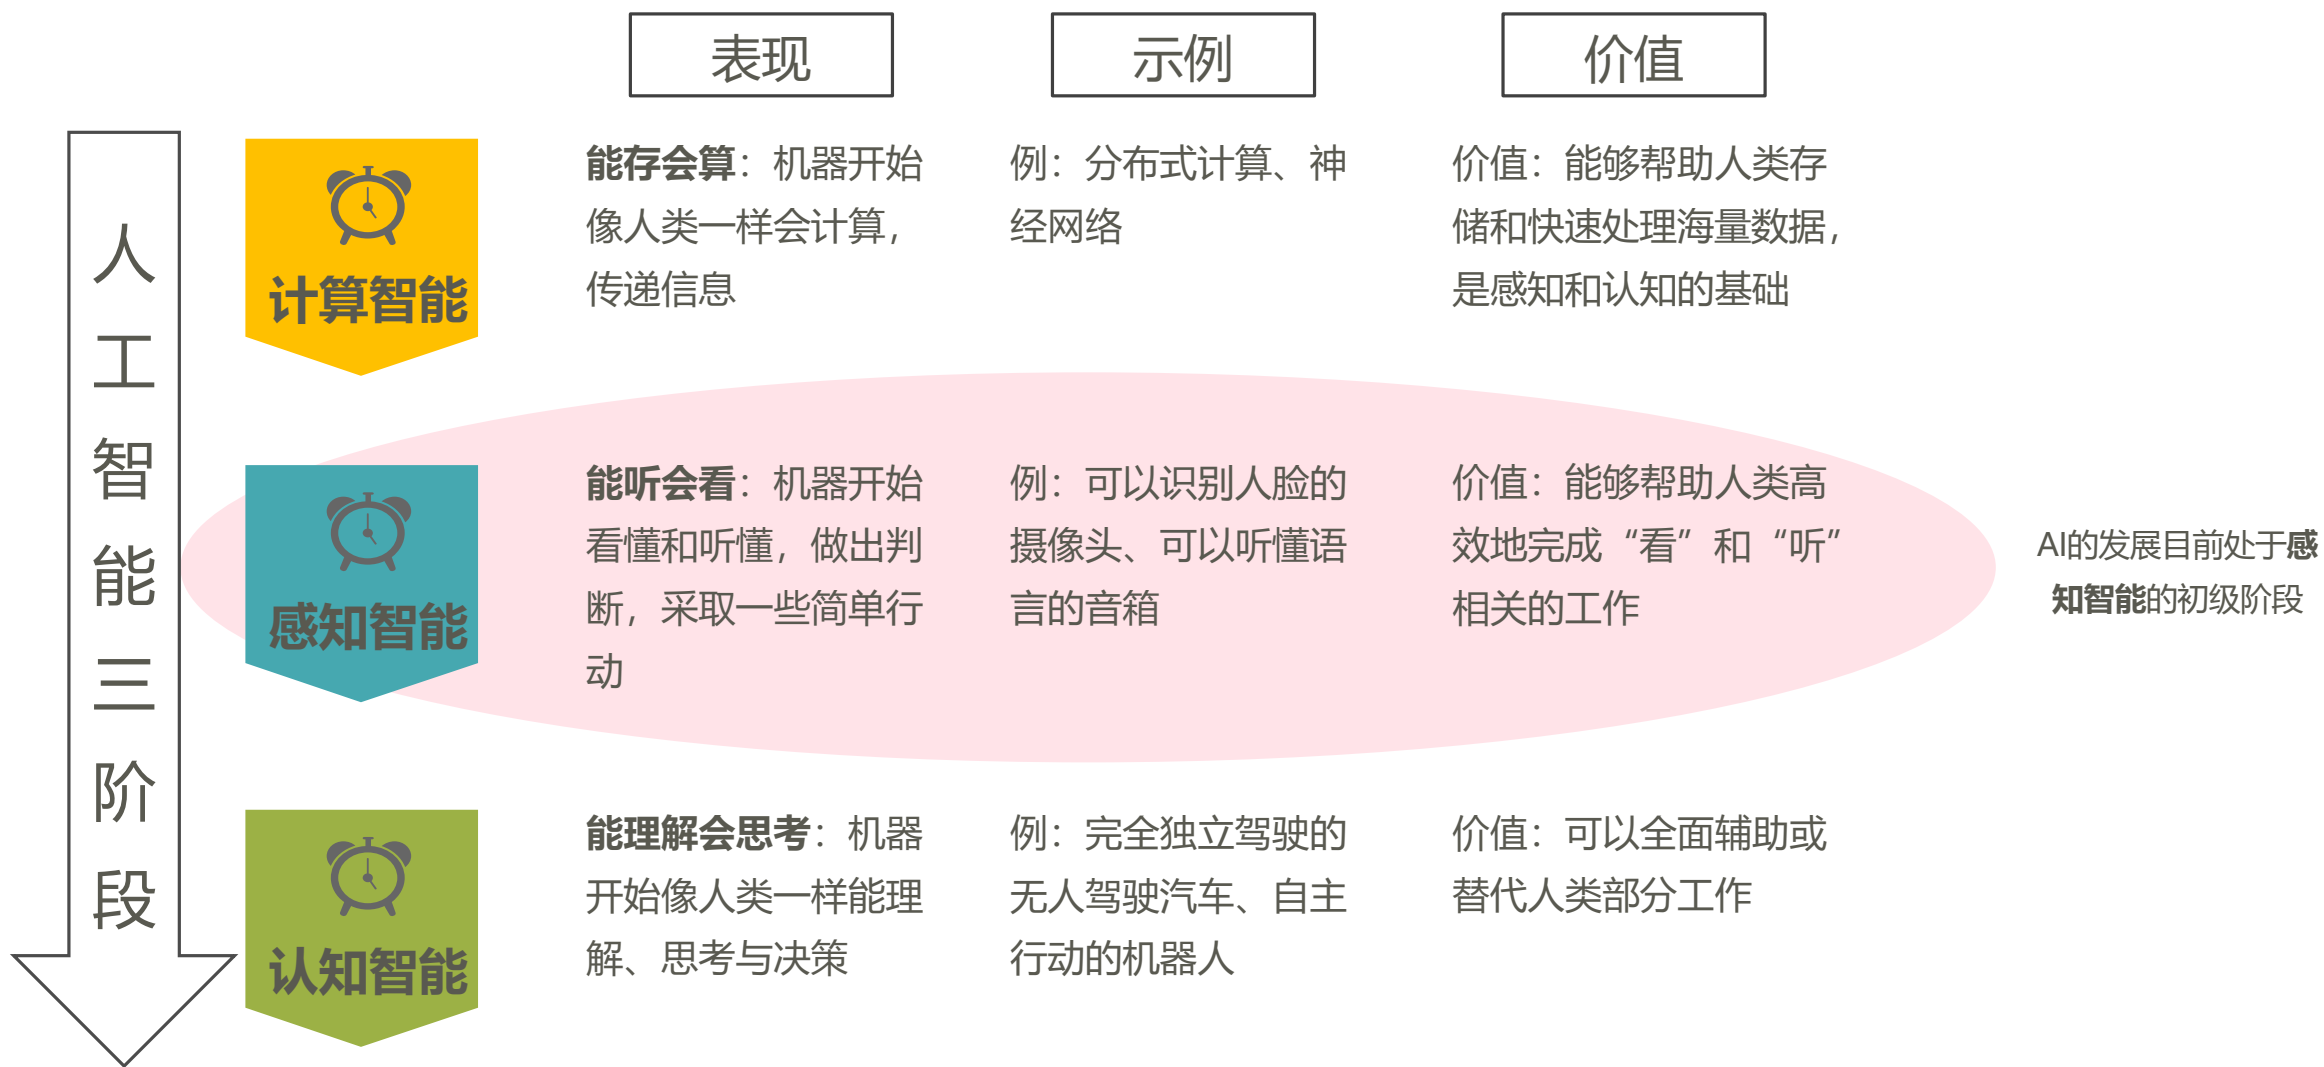 表现
示例
价值
人工智能三阶段
计算智能
能存会算：机器开始
像人类一样会计算，
传递信息
例：分布式计算、神
经网络
价值：能够帮助人类存
储和快速处理海量数据，
是感知和认知的基础
感知智能
能听会看：机器开始
看懂和听懂，做出判
断，采取一些简单行
动
例：可以识别人脸的
摄像头、可以听懂语
言的音箱
价值：能够帮助人类高
效地完成“看”和“听”
相关的工作
AI的发展目前处于感
知智能的初级阶段
认知智能
能理解会思考：机器
开始像人类一样能理
解、思考与决策
例：完全独立驾驶的
无人驾驶汽车、自主
行动的机器人
价值：可以全面辅助或
替代人类部分工作